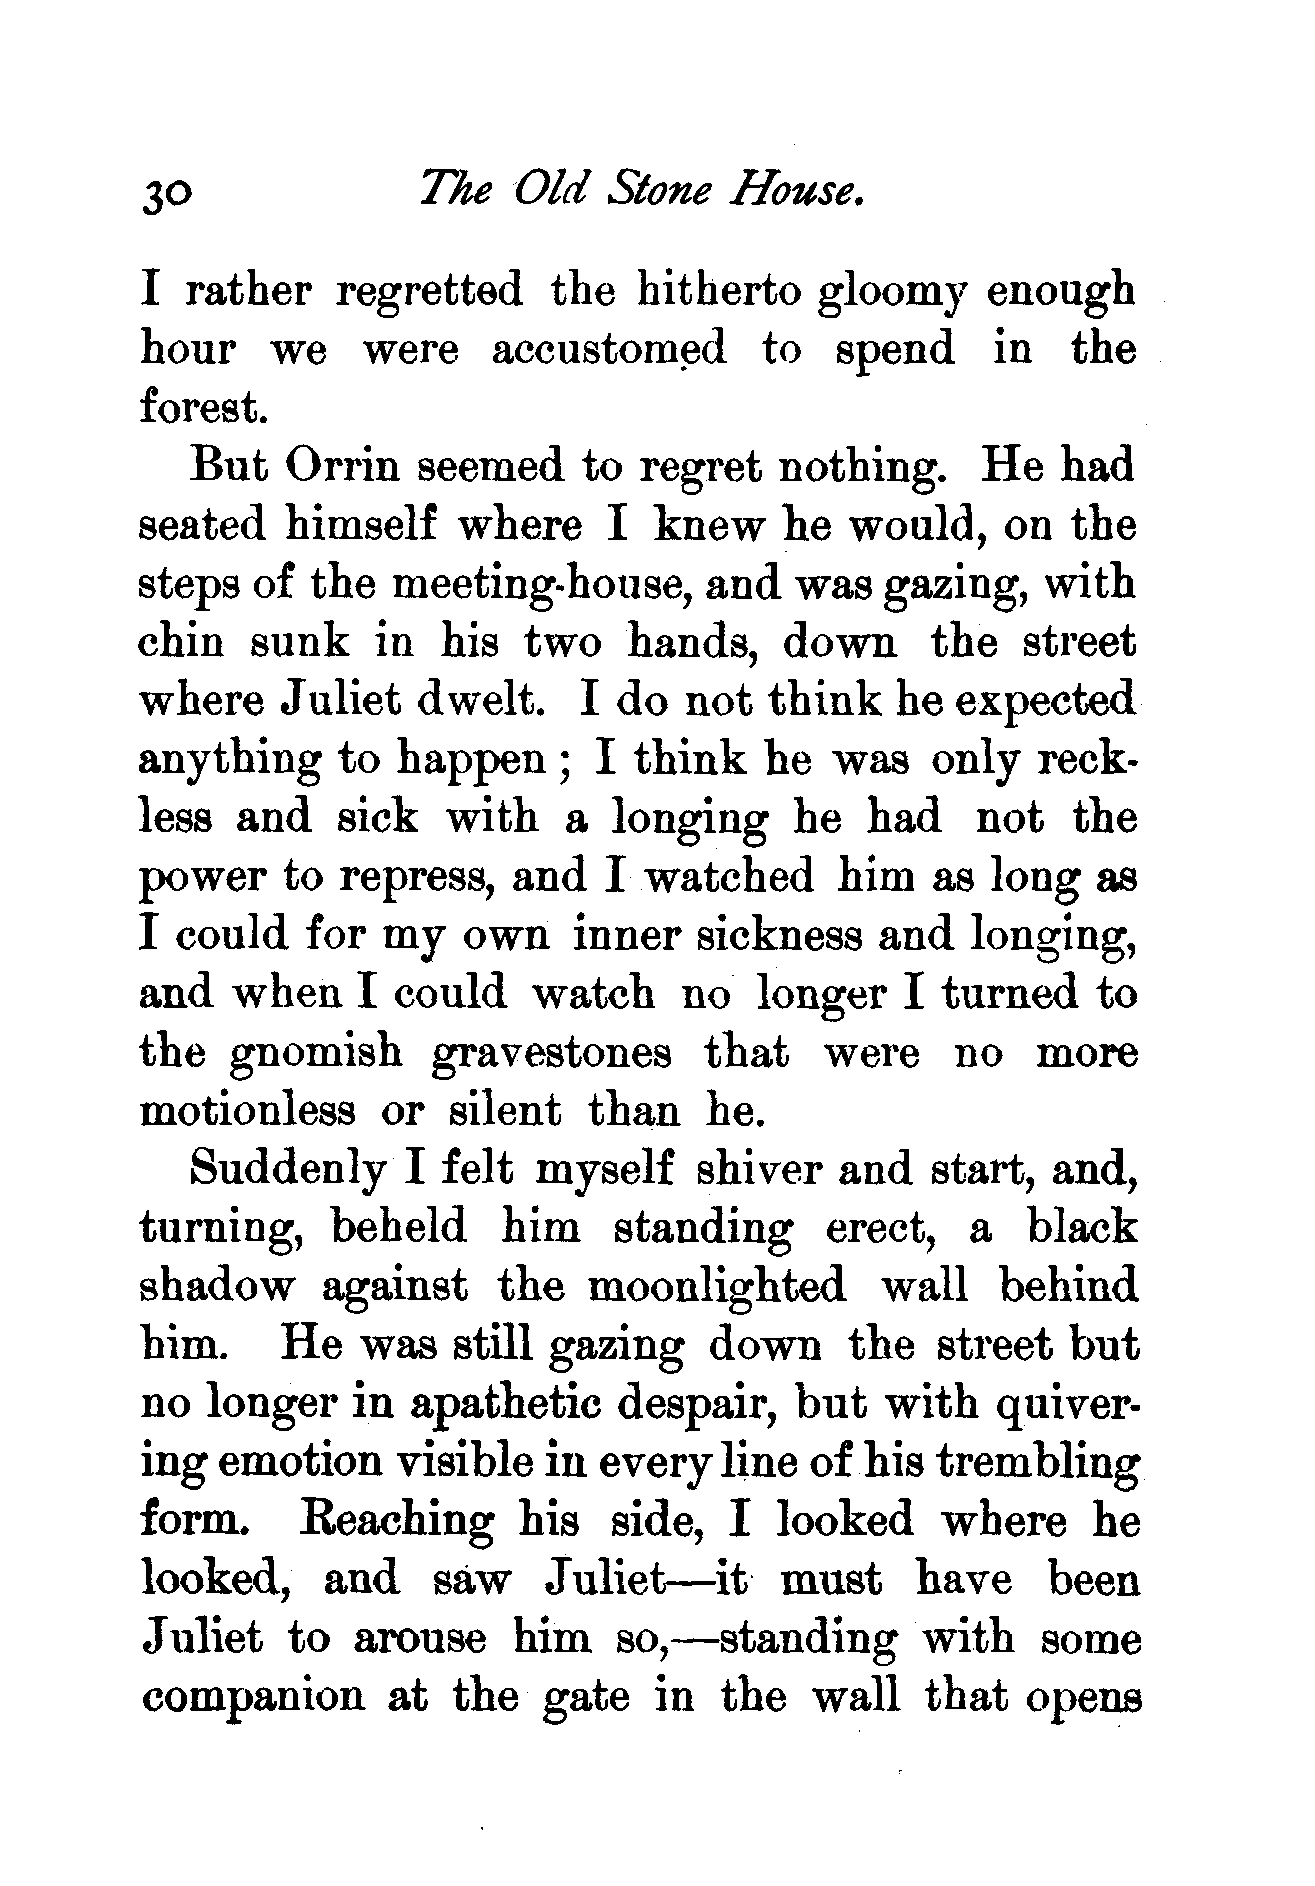 30 The Old Stone House.
I rather regretted the hitherto gloomy enough
hour we were accustomed to spend in the
forest.
But Orrin seemed to regret nothing. He had
seated himself where I knew he would, on the
steps of the meeting-house, and was gazing, with
chin sunk in his two hands, down the street
where Juliet dwelt. I do not think he expected
anything to happen ; I think he was only reck-
less and sick with a longing he had not the
power to repress, and I watched him as long as
I could for my own inner sickness and longing,
and when I could watch no longer I turned to
the gnomish gravestones that were no more
motionless or silent than he.
Suddenly I felt myself shiver and start, and,
turning, beheld him standing erect, a black
shadow against the moonlighted wall behind
him. He was still gazing down the street but
no longer in apathetic despair, but with quiver-
ing emotion visible in every line of his trembling
form. Reaching his side, I looked where he
looked, and saw Juliet—it must have been
Juliet to arouse him so,—standing with some
companion at the gate in the wall that opens